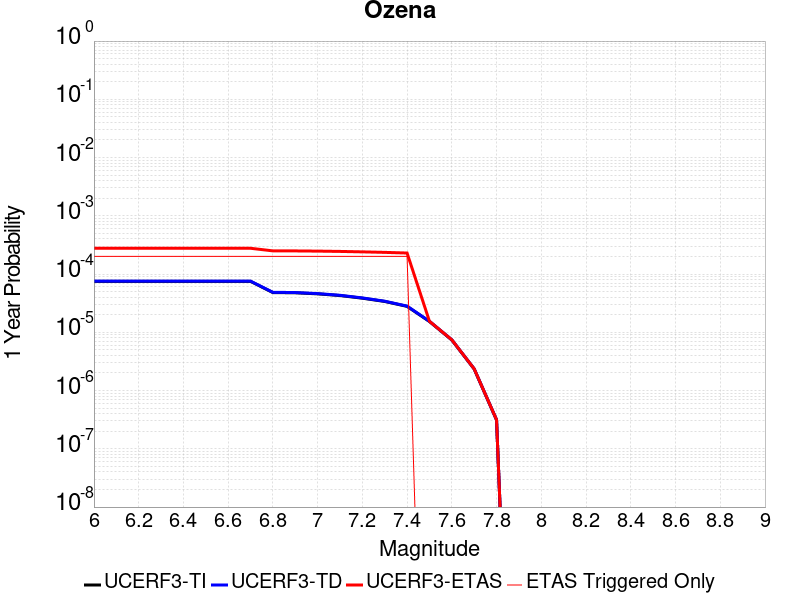 Ozena
1 Year Probability
10^0
10^-1
10^-2
10^-3
10^-4
10^-5
10^-6
10^-7
10^-8
6 6.2 6.4 6.6 6.8 7 7.2 7.4 7.6 7.8 8 8.2 8.4 8.6 8.8 9
Magnitude
UCERF3-TI UCERF3-TD UCERF3-ETAS ETAS Triggered Only